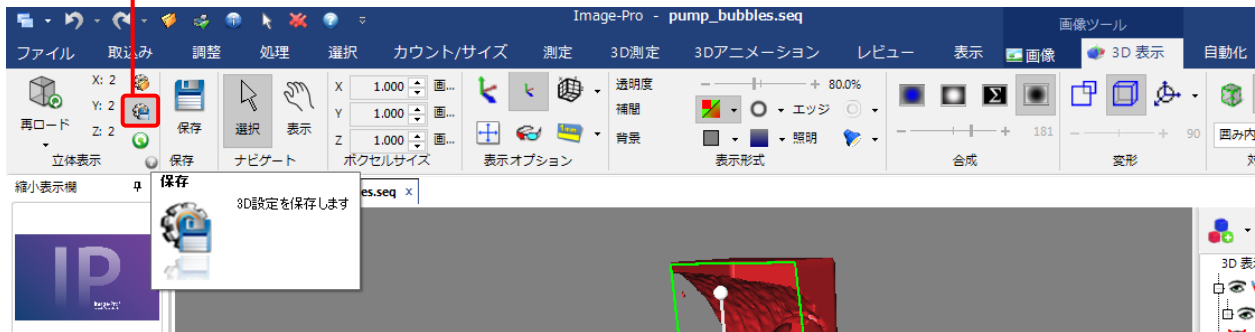 Image-Pro - pump_bubbles.seq
画像ツール
ファイル 取込み 調整 処理 選択 カウント/サイズ 測定 3D測定 3Dアニメーション レビュー 表示 画像 3D 表示 自動化
再ロード
X: 2
Y: 2
Z: 2
立体表示
保存
保存
選択 表示
ナビゲート
X 1.000 画...
Y 1.000 画...
Z 1.000 画...
ボクセルサイズ
表示オプション
透明度 80.0%
補間 エッジ
背景 照明
表示形式
181
合成
90
変形
囲み内
縮小表示欄
保存
3D設定を保存します
es.seq x
IP
Image-Pro
3D 表